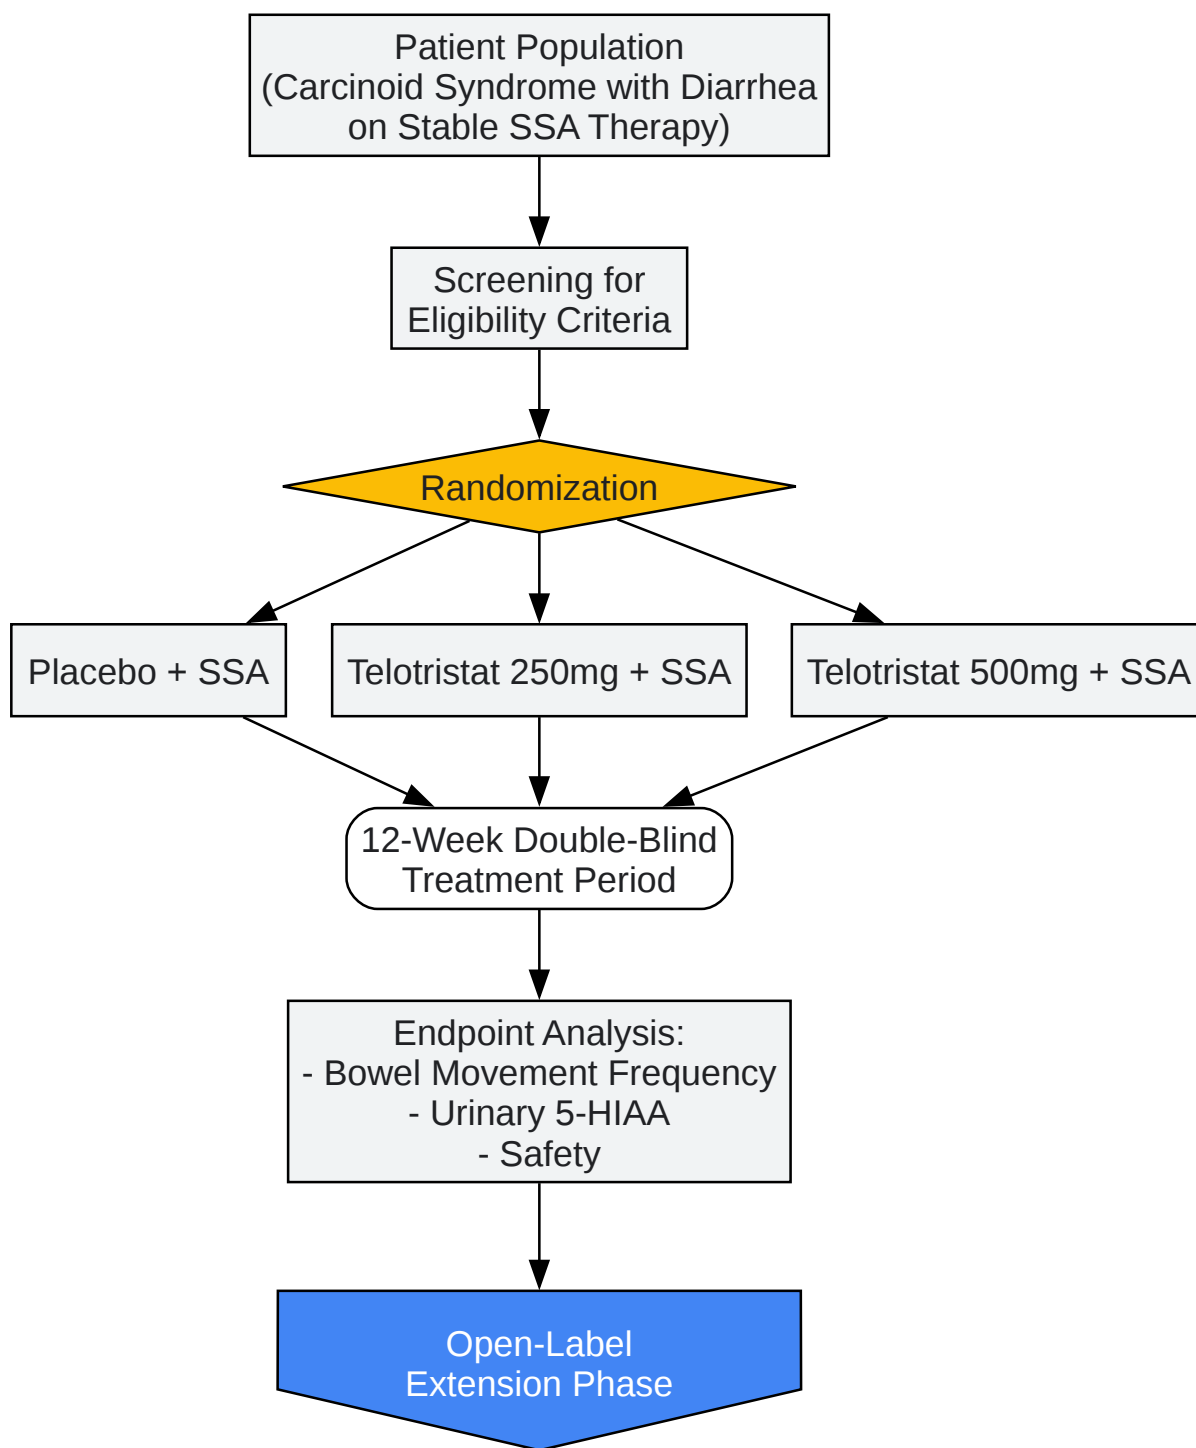 Patient Population
(Carcinoid Syndrome with Diarrhea
on Stable SSA Therapy)
Screening for
Eligibility Criteria
Randomization
Placebo + SSA
Telotristat 250mg + SSA
Telotristat 500mg + SSA
12-Week Double-Blind
Treatment Period
Endpoint Analysis:
- Bowel Movement Frequency
- Urinary 5-HIAA
- Safety
Open-Label
Extension Phase